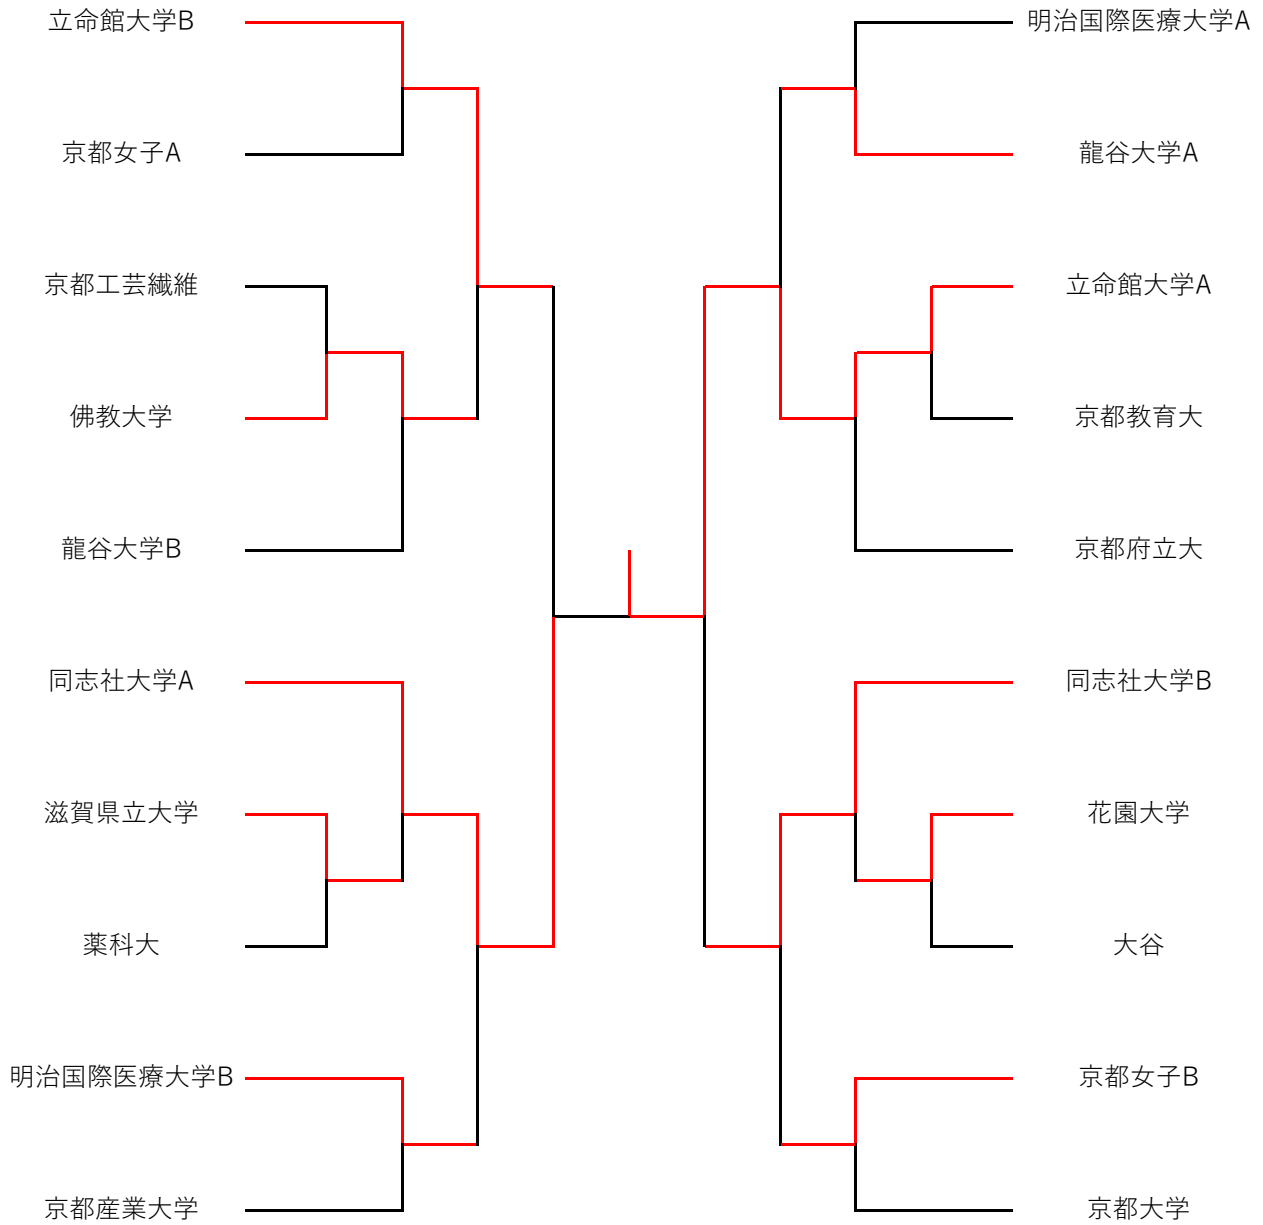 立命館大学B
京都女子A
京都工芸繊維
佛教大学
龍谷大学B
同志社大学A
滋賀県立大学
薬科大
明治国際医療大学B
京都産業大学
明治国際医療大学A
龍谷大学A
立命館大学A
京都教育大
京都府立大
同志社大学B
花園大学
大谷
京都女子B
京都大学